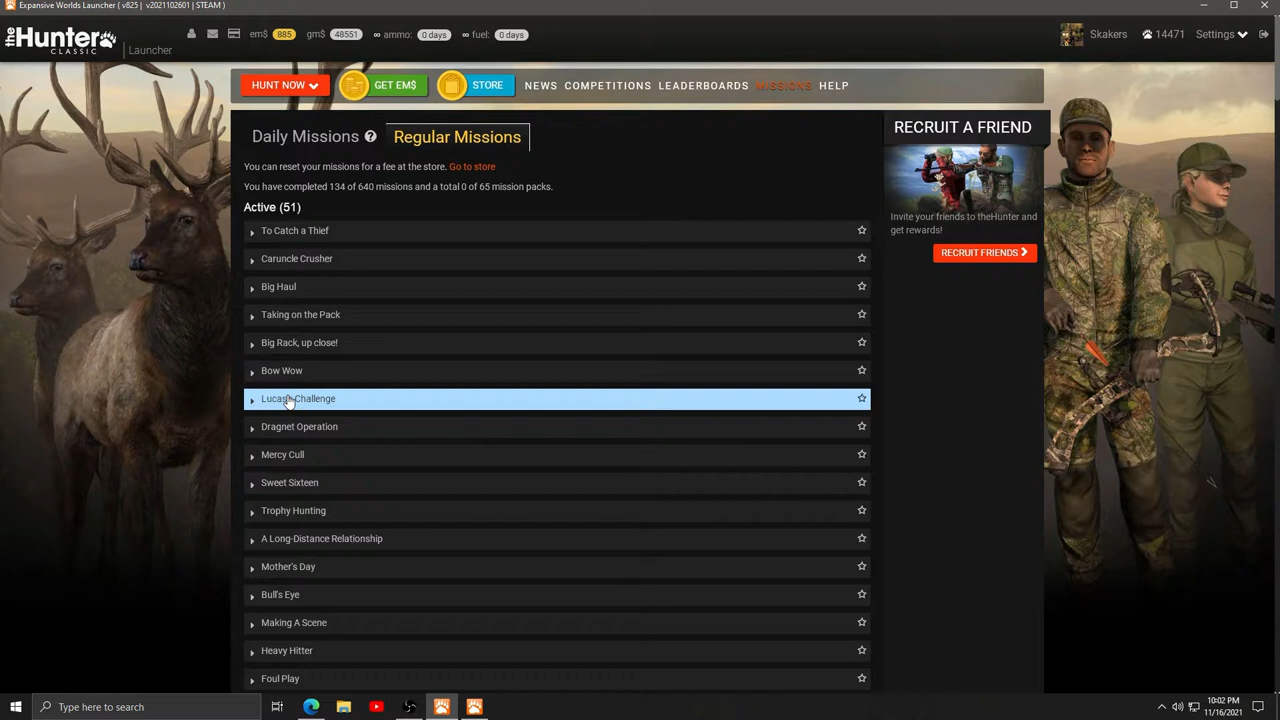 Expansive Worlds Launcher ( v825 | v2021102601 | STEAM )
theHunter CLASSIC | Launcher em$ 885 gm$ 48551 ∞ ammo: 0 days ∞ fuel: 0 days Skakers 14471 Settings
HUNT NOW GET EM$ STORE NEWS COMPETITIONS LEADERBOARDS MISSIONS HELP
Daily Missions ? Regular Missions
RECRUIT A FRIEND
You can reset your missions for a fee at the store. Go to store
You have completed 134 of 640 missions and a total 0 of 65 mission packs.
Active (51)
Invite your friends to theHunter and
get rewards!
RECRUIT FRIENDS
To Catch a Thief
Caruncle Crusher
Big Haul
Taking on the Pack
Big Rack, up close!
Bow Wow
Challenge
Dragnet Operation
Mercy Cull
Sweet Sixteen
Trophy Hunting
A Long-Distance Relationship
Mother's Day
Bull's Eye
Making A Scene
Heavy Hitter
Foul Play
Type here to search
10:02 PM
11/16/2021